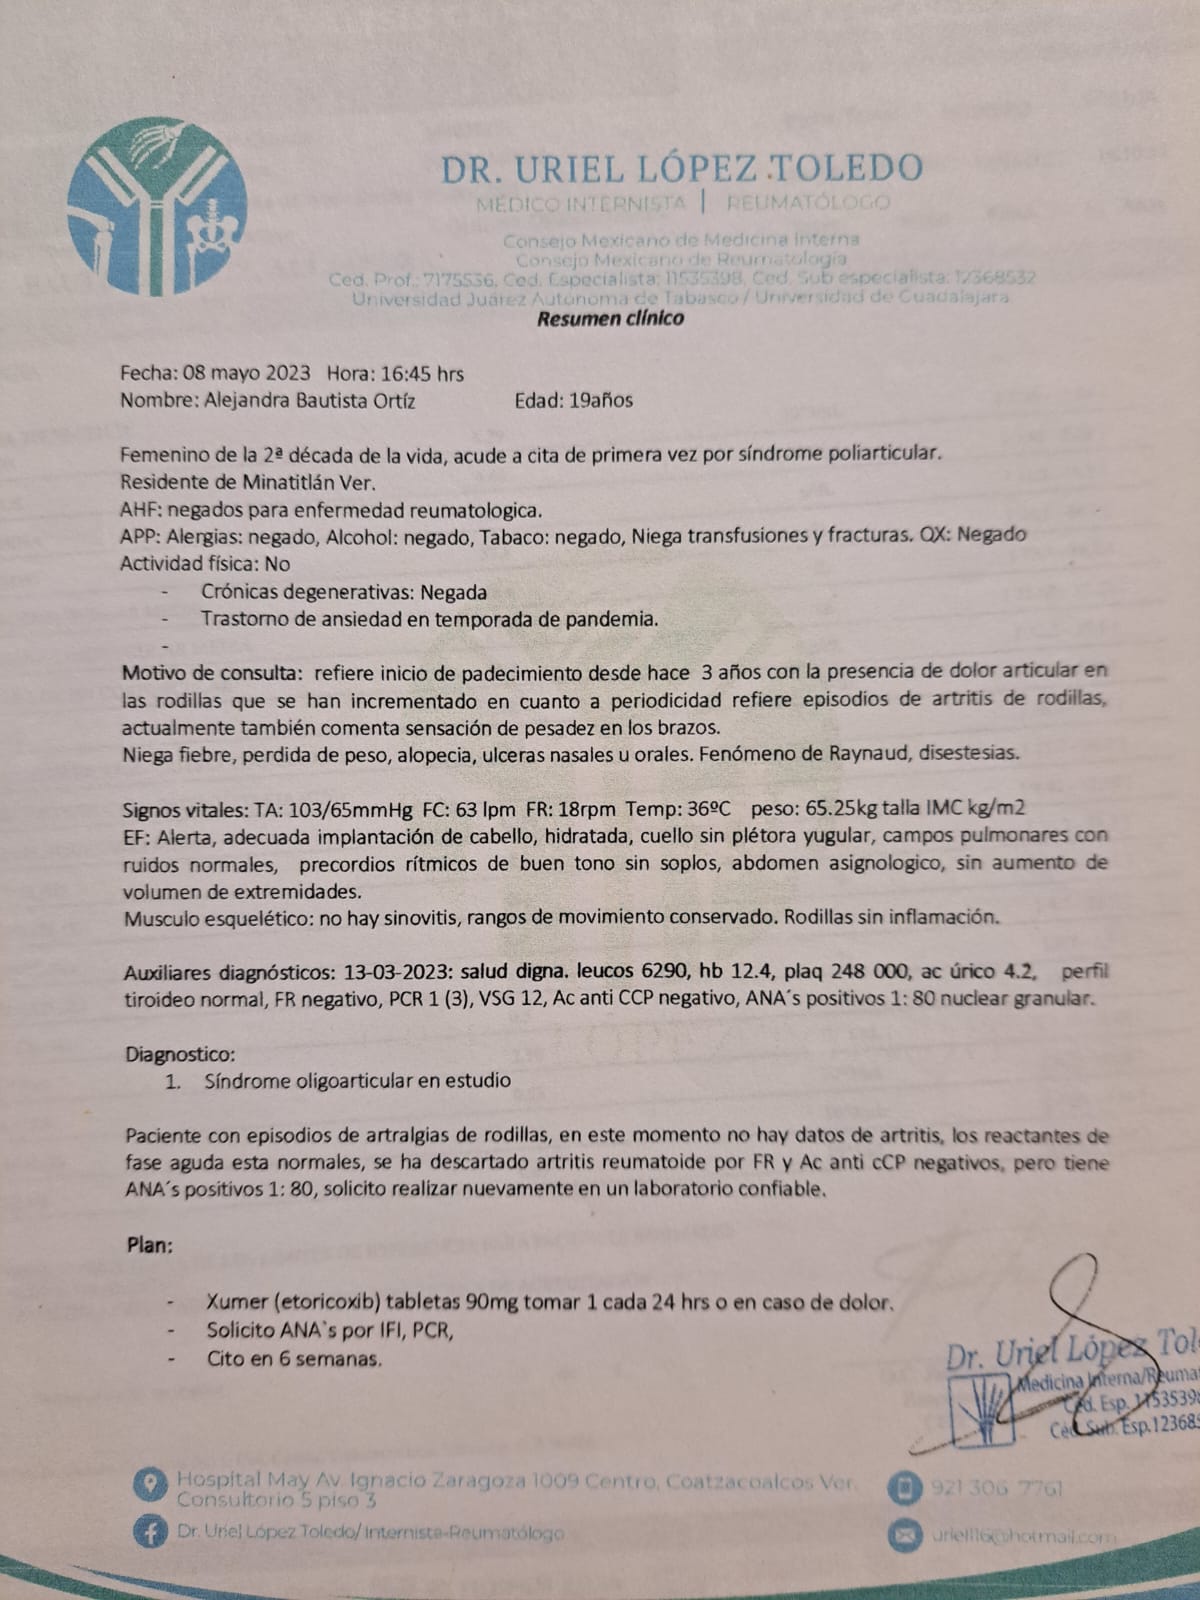 DR. URIEL LÓPEZ TOLEDO
MÉDICO INTERNISTA | REUMATÓLOGO
Consejo Mexicano de Medicina Interna
Consejo Mexicano de Reumatología
Ced. Prof.: 7175536, Ced. Especialista: 11535398, Ced. Sub especialista: 12368532
Universidad Juárez Autónoma de Tabasco / Universidad de Guadalajara
Resumen clínico
Fecha: 08 mayo 2023 Hora: 16:45 hrs
Nombre: Alejandra Bautista Ortíz Edad: 19años
Femenino de la 2ª década de la vida, acude a cita de primera vez por síndrome poliarticular.
Residente de Minatitlán Ver.
AHF: negados para enfermedad reumatologica.
APP: Alergias: negado, Alcohol: negado, Tabaco: negado, Niega transfusiones y fracturas. QX: Negado
Actividad física: No
- Crónicas degenerativas: Negada
- Trastorno de ansiedad en temporada de pandemia.
-
Motivo de consulta: refiere inicio de padecimiento desde hace 3 años con la presencia de dolor articular en
las rodillas que se han incrementado en cuanto a periodicidad refiere episodios de artritis de rodillas,
actualmente también comenta sensación de pesadez en los brazos.
Niega fiebre, perdida de peso, alopecia, ulceras nasales u orales. Fenómeno de Raynaud, disestesias.
Signos vitales: TA: 103/65mmHg FC: 63 lpm FR: 18rpm Temp: 36ºC peso: 65.25kg talla IMC kg/m2
EF: Alerta, adecuada implantación de cabello, hidratada, cuello sin plétora yugular, campos pulmonares con
ruidos normales, precordios rítmicos de buen tono sin soplos, abdomen asignologico, sin aumento de
volumen de extremidades.
Musculo esquelético: no hay sinovitis, rangos de movimiento conservado. Rodillas sin inflamación.
Auxiliares diagnósticos: 13-03-2023: salud digna. leucos 6290, hb 12.4, plaq 248 000, ac úrico 4.2, perfil
tiroideo normal, FR negativo, PCR 1 (3), VSG 12, Ac anti CCP negativo, ANA´s positivos 1: 80 nuclear granular.
Diagnostico:
1. Síndrome oligoarticular en estudio
Paciente con episodios de artralgias de rodillas, en este momento no hay datos de artritis, los reactantes de
fase aguda esta normales, se ha descartado artritis reumatoide por FR y Ac anti cCP negativos, pero tiene
ANA´s positivos 1: 80, solicito realizar nuevamente en un laboratorio confiable.
Plan:
- Xumer (etoricoxib) tabletas 90mg tomar 1 cada 24 hrs o en caso de dolor.
- Solicito ANA`s por IFI, PCR,
- Cito en 6 semanas.
Dr. Uriel López Tol
Medicina Interna/Reuma
Ced. Esp. 1153539
Céd. Sub. Esp.12368
Hospital May Av. Ignacio Zaragoza 1009 Centro, Coatzacoalcos Ver.
Consultorio 5 piso 3
921 306 7761
Dr. Uriel López Toledo/ Internista-Reumatólogo
uriel116@hotmail.com